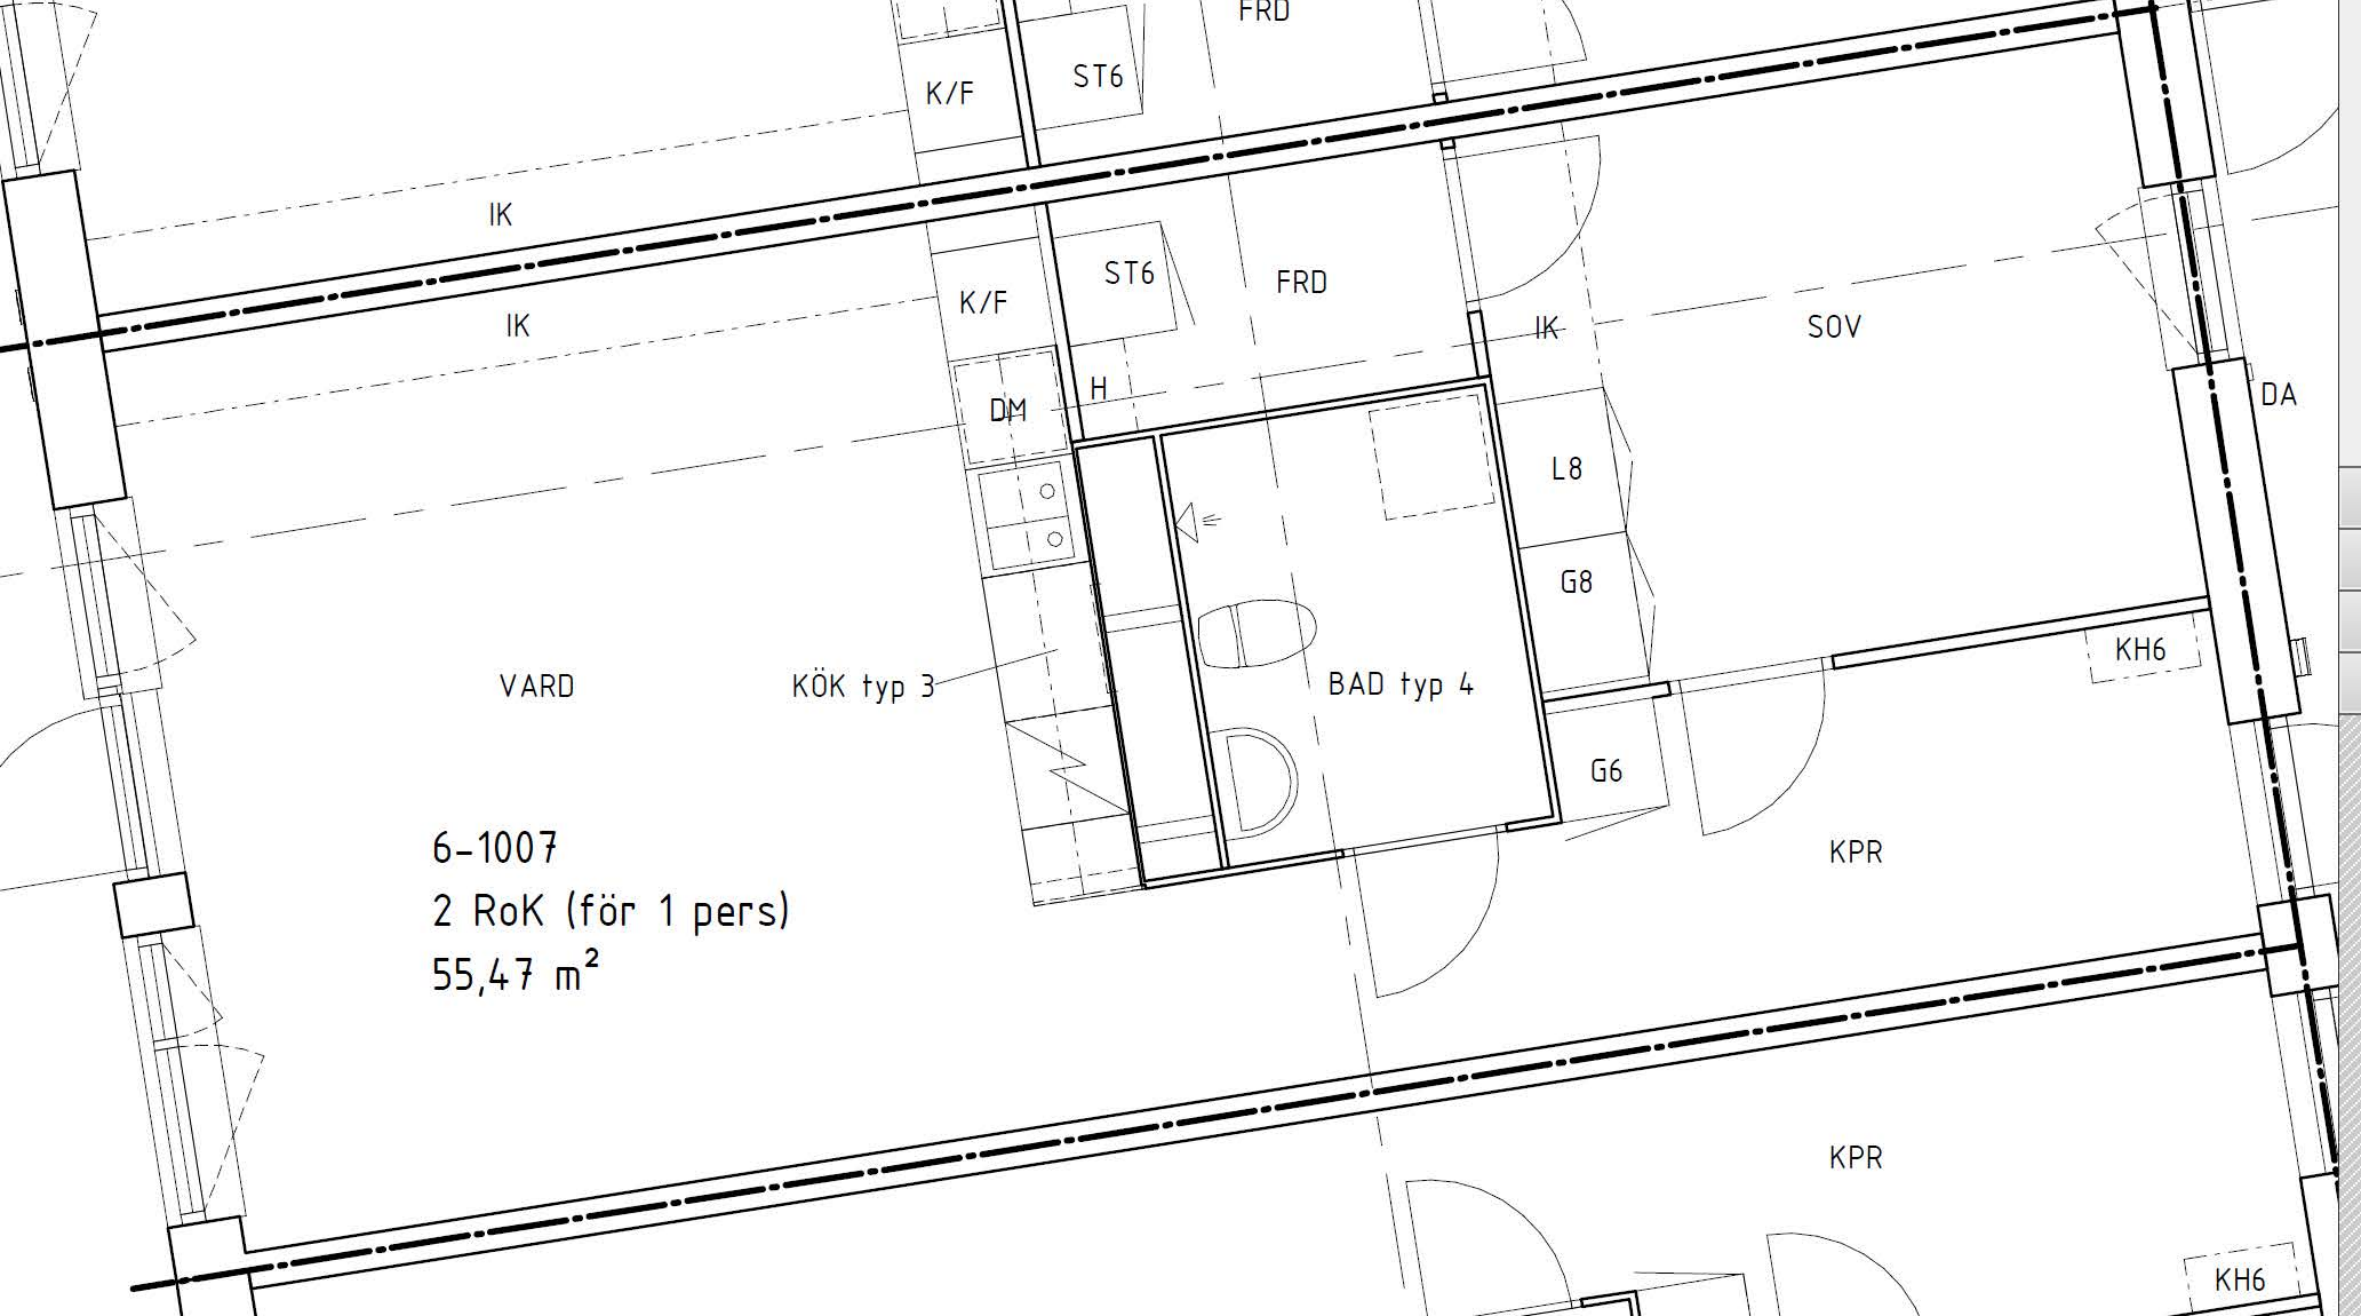 FRD
ST6
K/F
IK
IK
K/F
ST6
FRD
IK
SOV
H
DM
DA
L8
G8
KH6
VARD
KÖK typ 3
BAD typ 4
G6
KPR
6-1007
2 RoK (för 1 pers)
55,47 m²
KPR
KH6